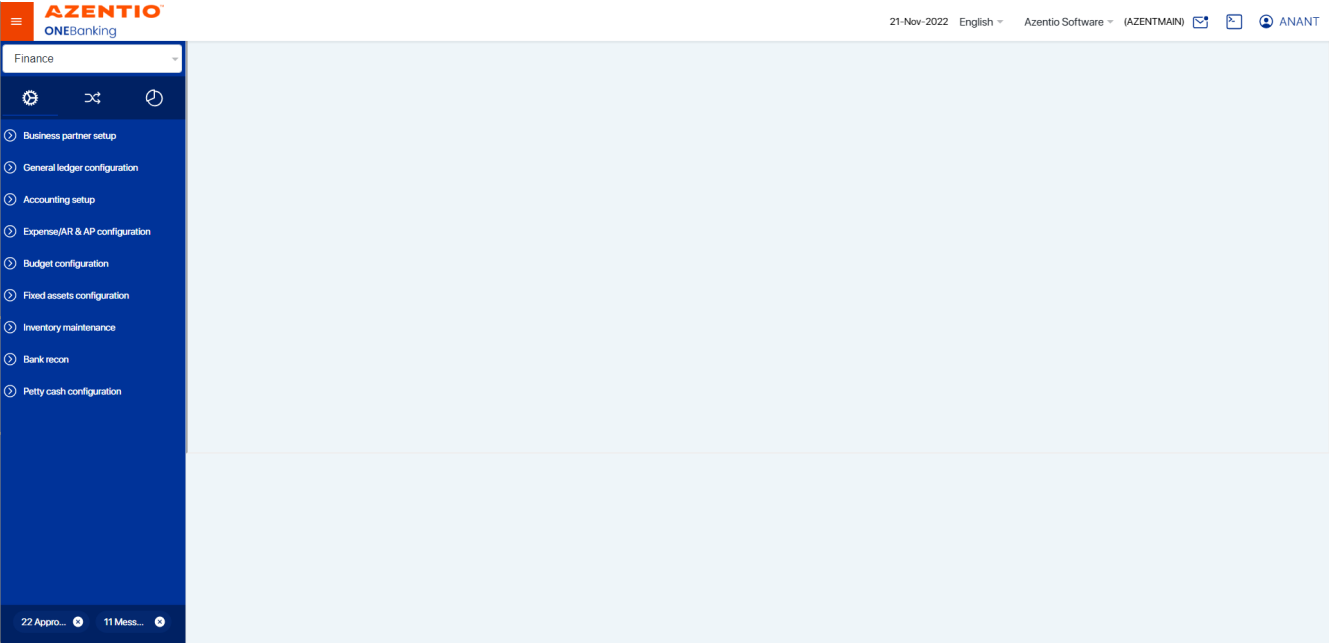 AZENTIO™
ONEBanking
21-Nov-2022 English Azentio Software (AZENTMAIN) ANANT
Finance
Business partner setup
General ledger configuration
Accounting setup
Expense/AR & AP configuration
Budget configuration
Fixed assets configuration
Inventory maintenance
Bank recon
Petty cash configuration
22 Appro... 11 Mess...